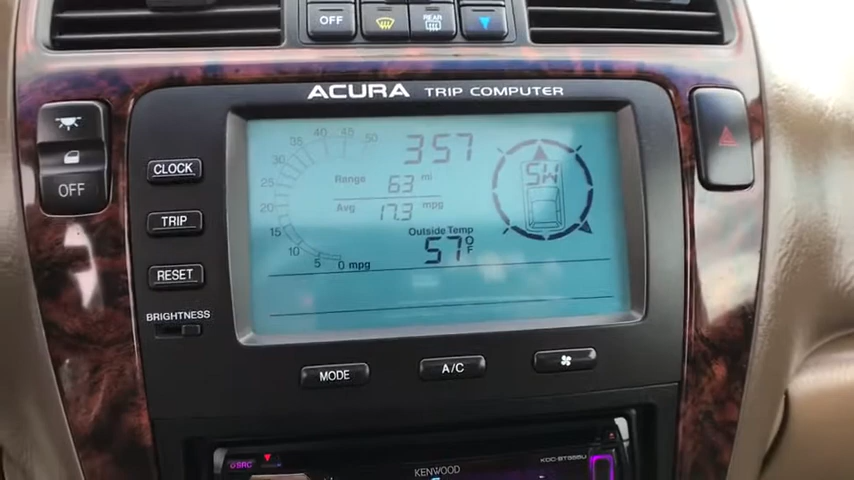 OFF
REAR
ACURA TRIP COMPUTER
CLOCK
TRIP
RESET
BRIGHTNESS
OFF
50
45
40
35
30
25
20
15
10
5
0 mpg
357
Range 63 mi
Avg 17.3 mpg
Outside Temp
57°F
SW
MODE
A/C
SRC
KENWOOD